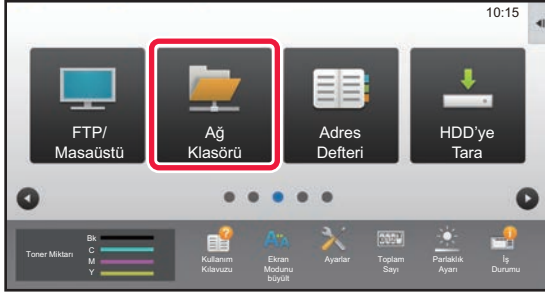 10:15
FTP/
Masaüstü
Ağ
Klasörü
Adres
Defteri
HDD'ye
Tara
Toner Miktarı
Bk
C
M
Y
Kullanım
Kılavuzu
Ekran
Modunu
büyült
Ayarlar
Toplam
Sayı
Parlaklık
Ayarı
İş
Durumu